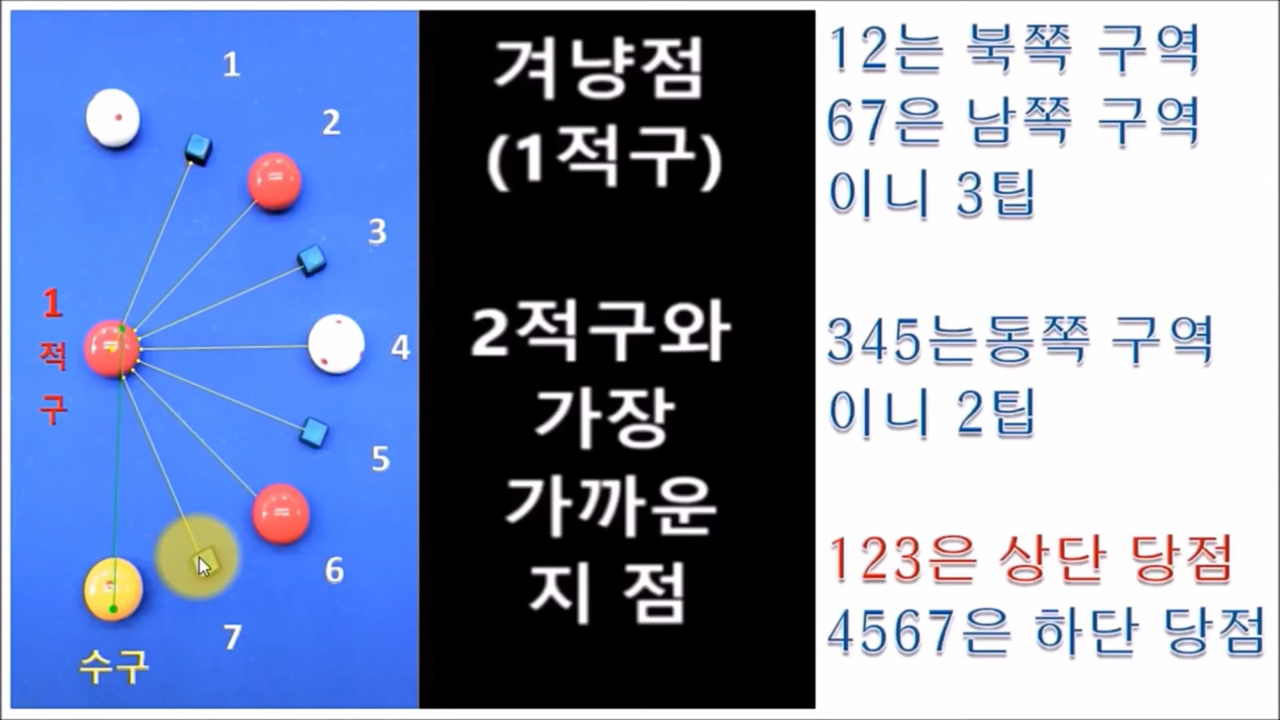 1
2
3
4
5
6
7
1
적
구
수구
겨냥점
(1적구)
2적구와
가장
가까운
지 점
12는 북쪽 구역
67은 남쪽 구역
이니 3팁
345는동쪽 구역
이니 2팁
123은 상단 당점
4567은 하단 당점